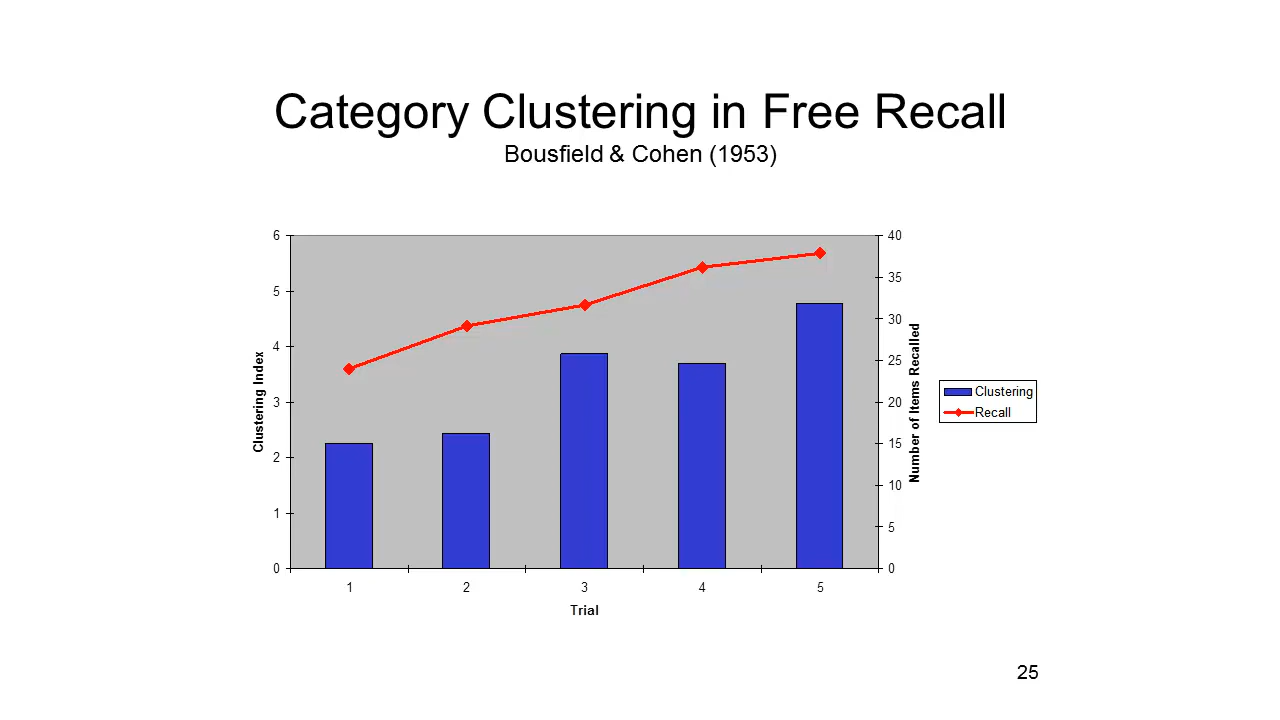 Category Clustering in Free Recall
Bousfield & Cohen (1953)
6
5
4
3
2
1
0
Clustering Index
40
35
30
25
20
15
10
5
0
Number of Items Recalled
1 2 3 4 5
Trial
Clustering
Recall
25